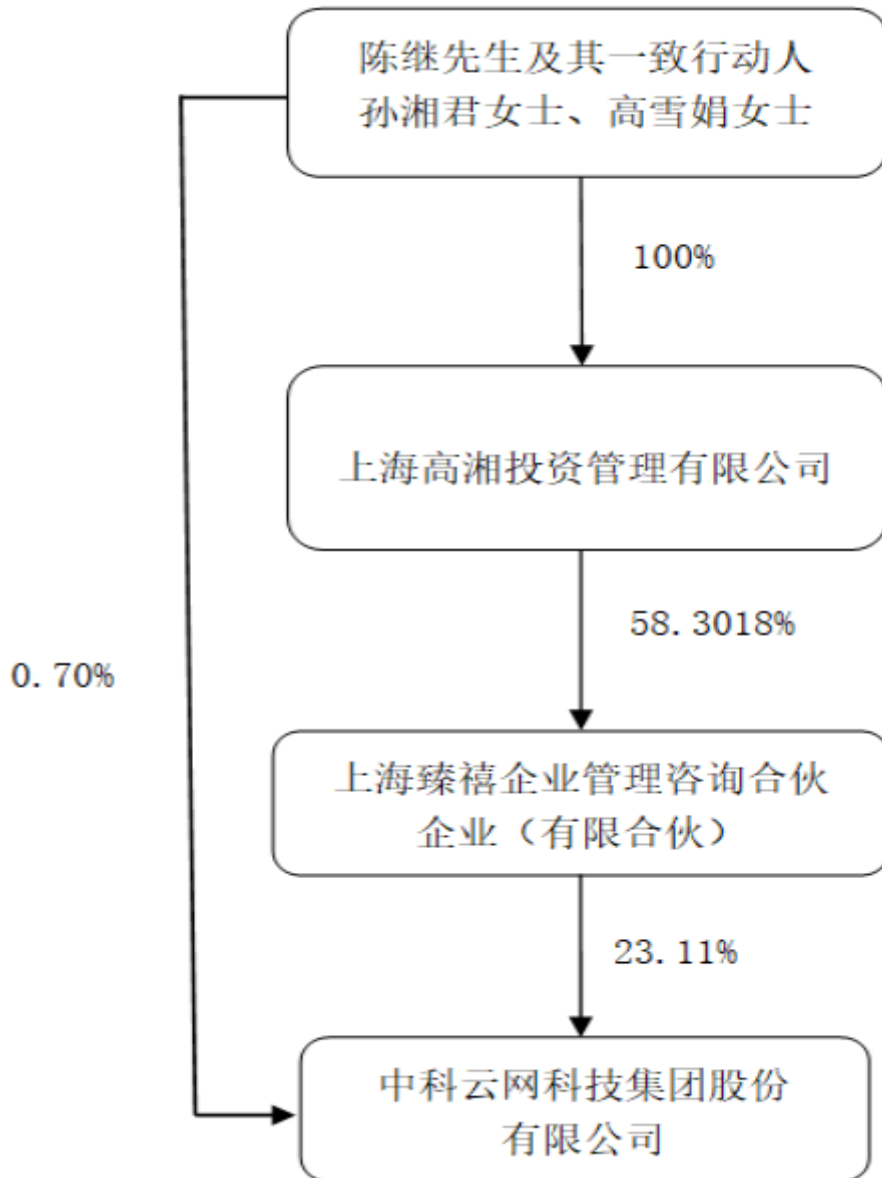 陈继先生及其一致行动人
孙湘君女士、高雪娟女士
100%
上海高湘投资管理有限公司
58.3018%
0.70%
上海臻禧企业管理咨询合伙
企业（有限合伙）
23.11%
中科云网科技集团股份
有限公司